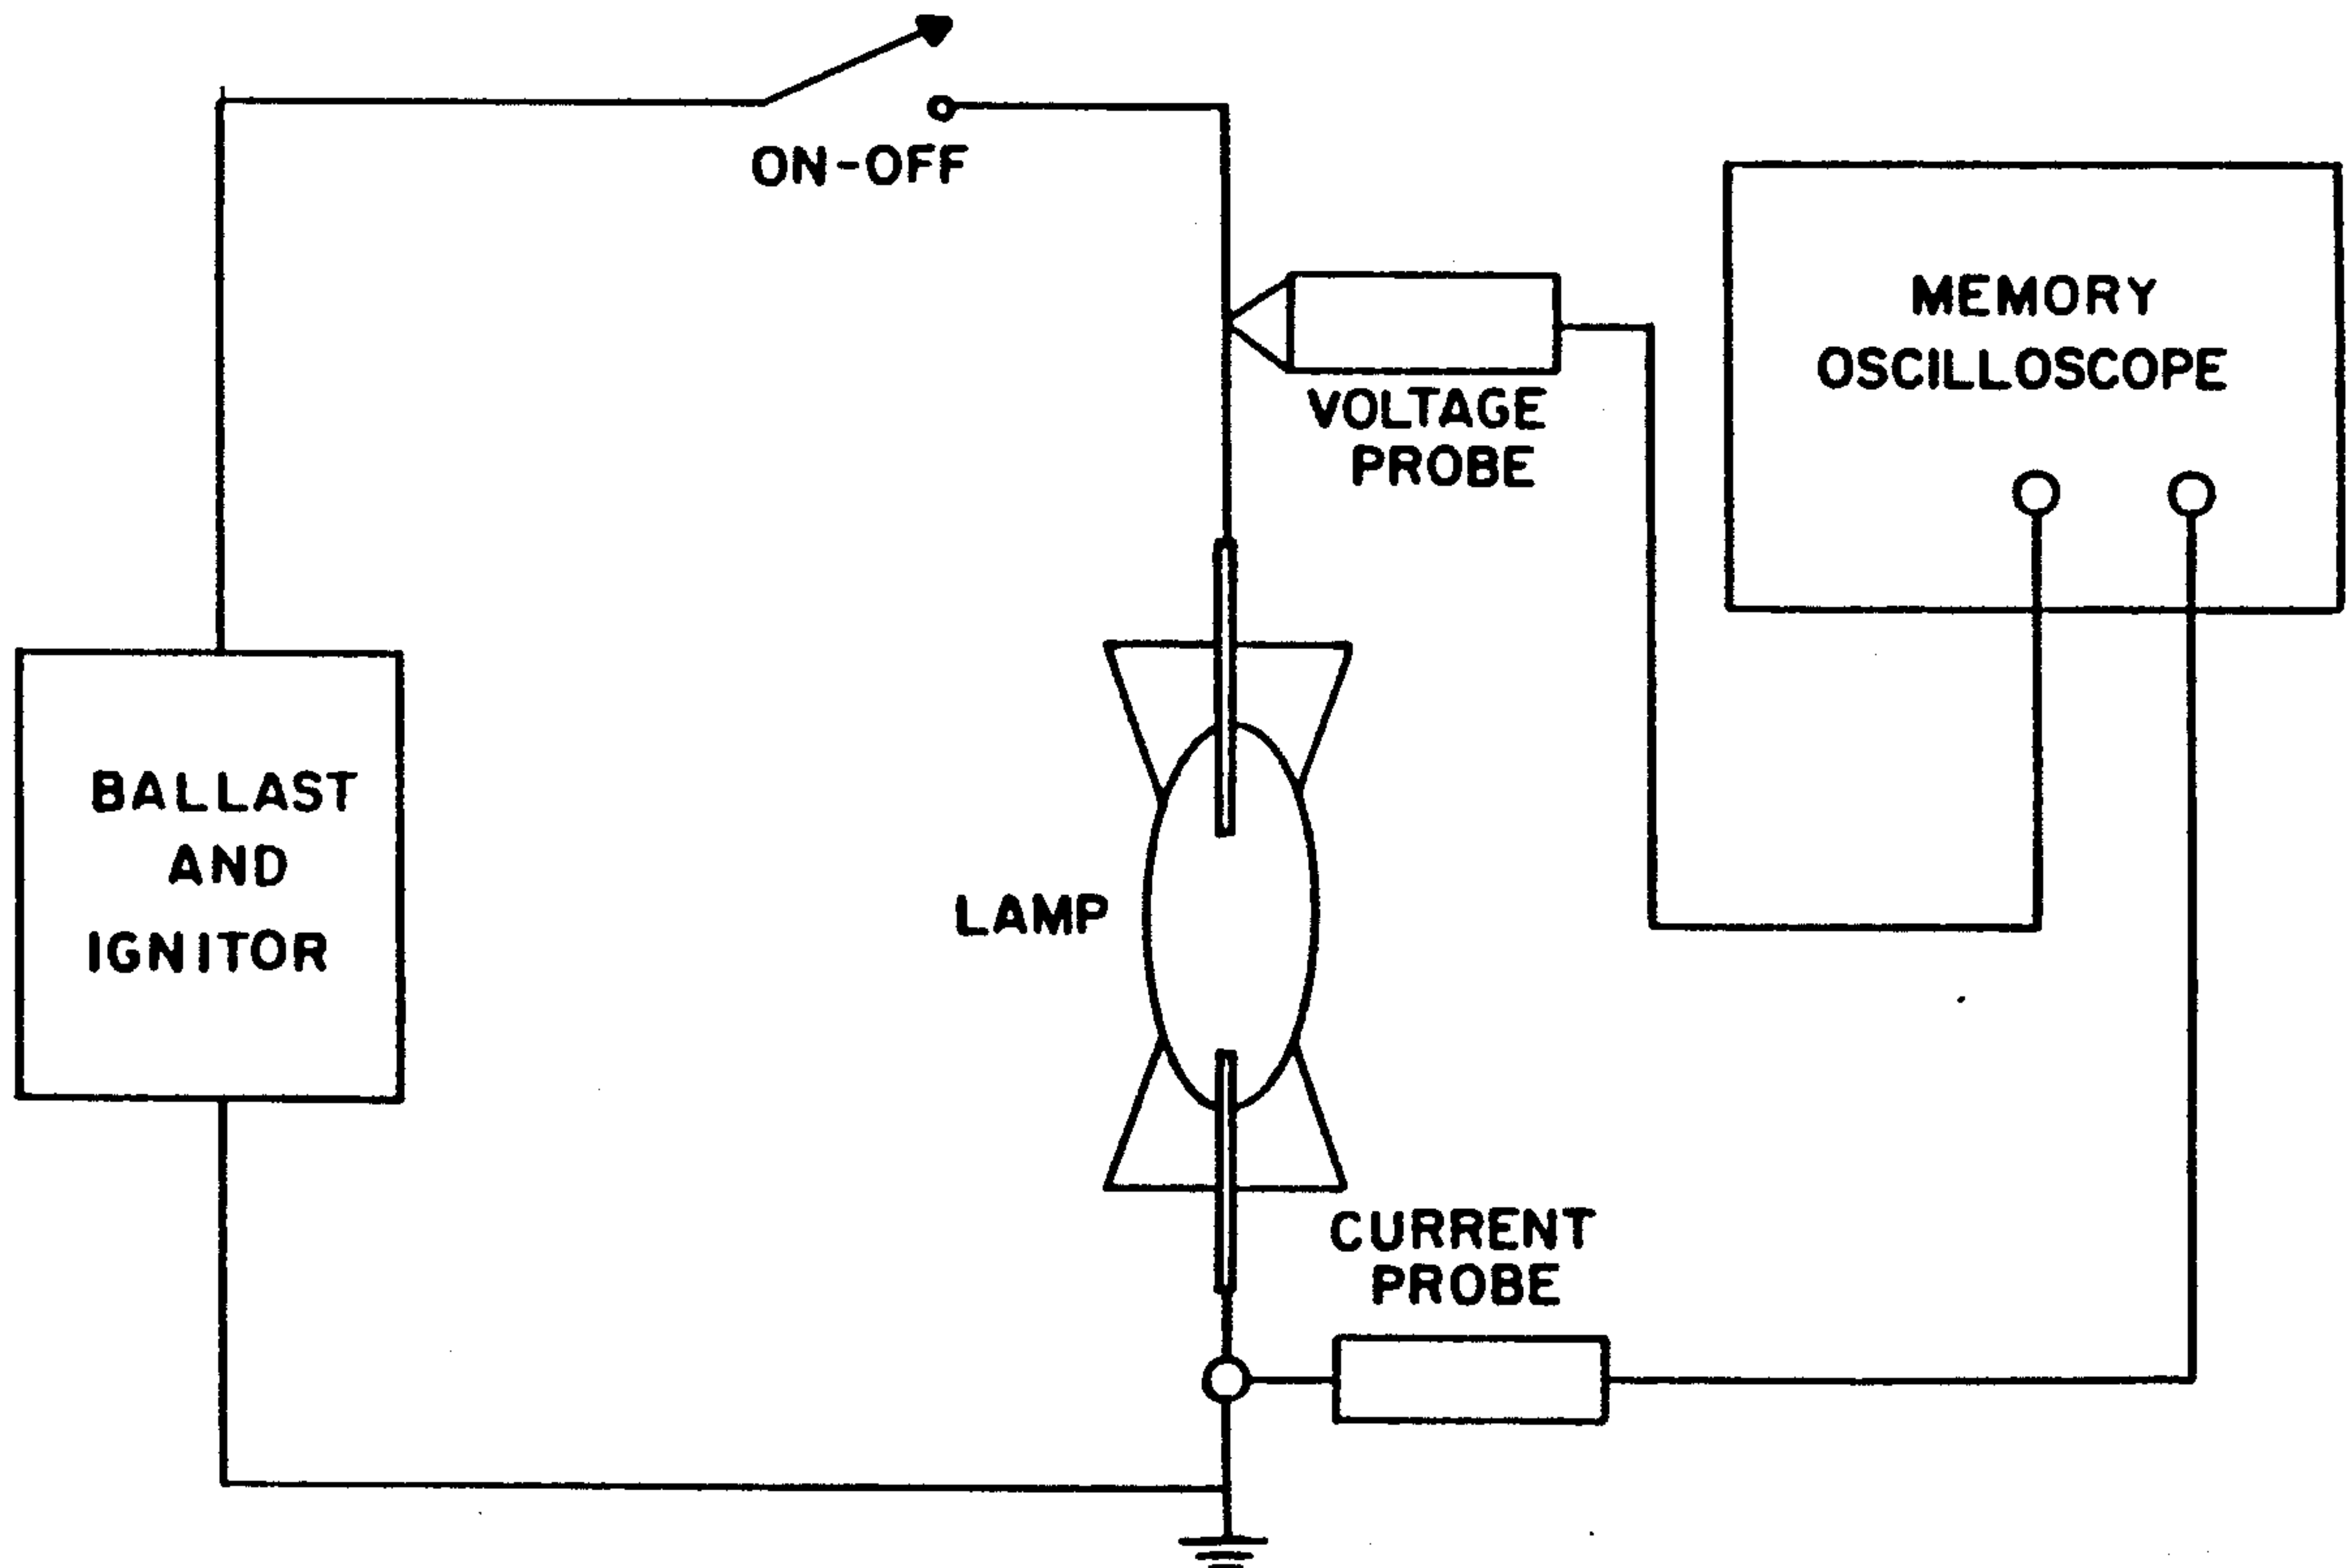 ON-OFF
MEMORY
OSCILLOSCOPE
VOLTAGE
PROBE
BALLAST
AND
IGNITOR
LAMP
CURRENT
PROBE